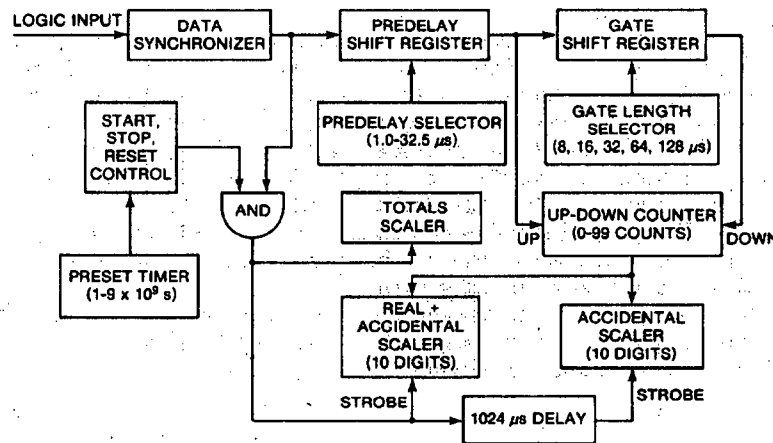 LOGIC INPUT
DATA
SYNCHRONIZER
PREDELAY
SHIFT REGISTER
GATE
SHIFT REGISTER
START,
STOP,
RESET
CONTROL
PREDELAY SELECTOR
(1.0-32.5 µs)
GATE LENGTH
SELECTOR
(8, 16, 32, 64, 128 µs)
AND
TOTALS
SCALER
UP
UP-DOWN COUNTER
(0-99 COUNTS)
DOWN
PRESET TIMER
(1-9 x 10⁹ s)
REAL +
ACCIDENTAL
SCALER
(10 DIGITS)
ACCIDENTAL
SCALER
(10 DIGITS)
STROBE
1024 µs DELAY
STROBE